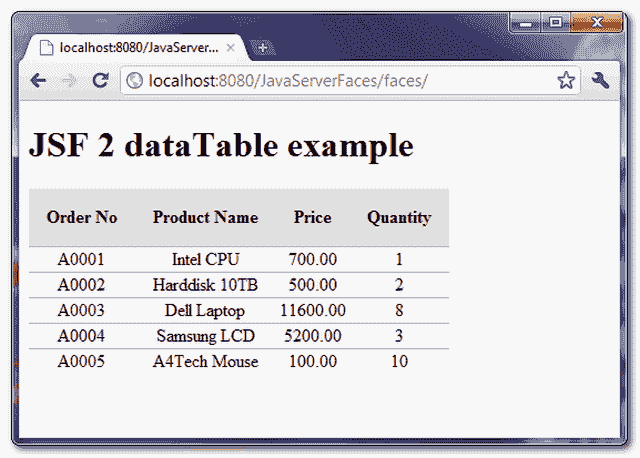 localhost:8080/JavaServer...
localhost:8080/JavaServerFaces/faces/
JSF 2 dataTable example
Order No Product Name Price Quantity
A0001 Intel CPU 700.00 1
A0002 Harddisk 10TB 500.00 2
A0003 Dell Laptop 11600.00 8
A0004 Samsung LCD 5200.00 3
A0005 A4Tech Mouse 100.00 10